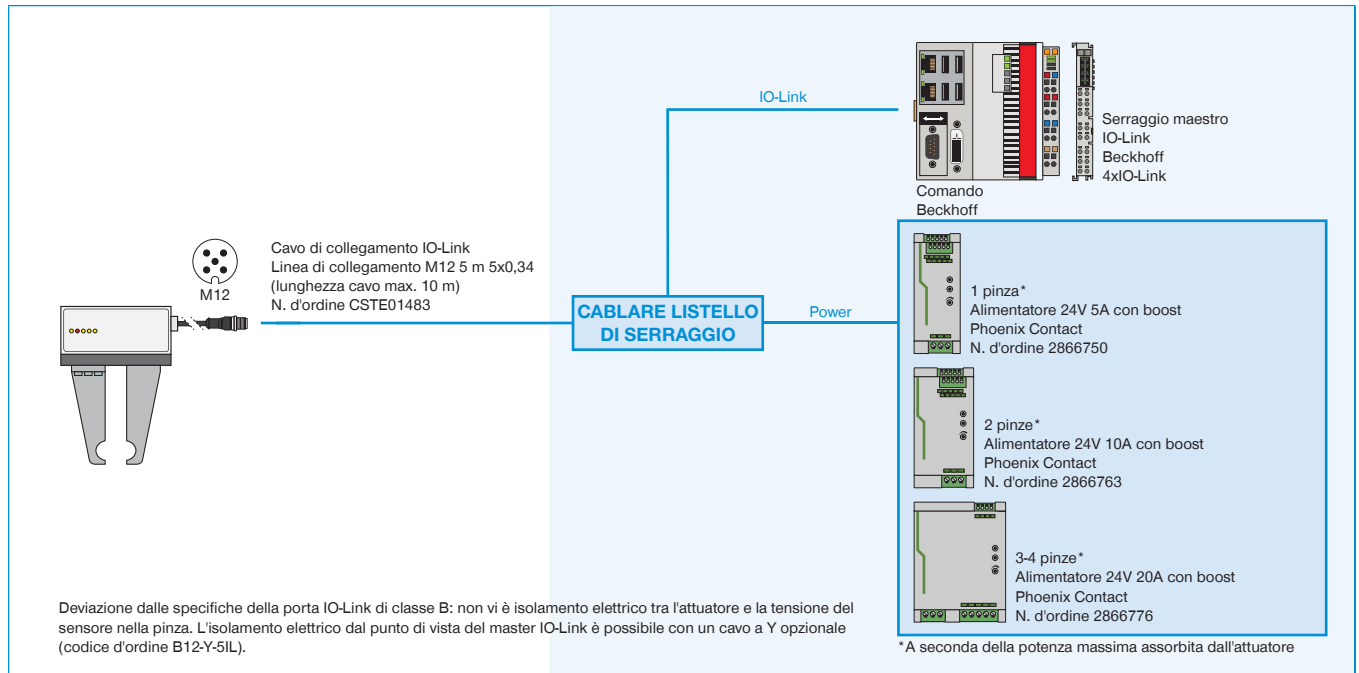 IO-Link
Serraggio maestro
IO-Link
Beckhoff
4xIO-Link
Comando
Beckhoff
M12
Cavo di collegamento IO-Link
Linea di collegamento M12 5 m 5x0,34
(lunghezza cavo max. 10 m)
N. d'ordine CSTE01483
CABLARE LISTELLO
DI SERRAGGIO
Power
1 pinza*
Alimentatore 24V 5A con boost
Phoenix Contact
N. d'ordine 2866750
2 pinze*
Alimentatore 24V 10A con boost
Phoenix Contact
N. d'ordine 2866763
3-4 pinze*
Alimentatore 24V 20A con boost
Phoenix Contact
N. d'ordine 2866776
Deviazione dalle specifiche della porta IO-Link di classe B: non vi è isolamento elettrico tra l'attuatore e la tensione del
sensore nella pinza. L'isolamento elettrico dal punto di vista del master IO-Link è possibile con un cavo a Y opzionale
(codice d'ordine B12-Y-5IL).
*A seconda della potenza massima assorbita dall'attuatore